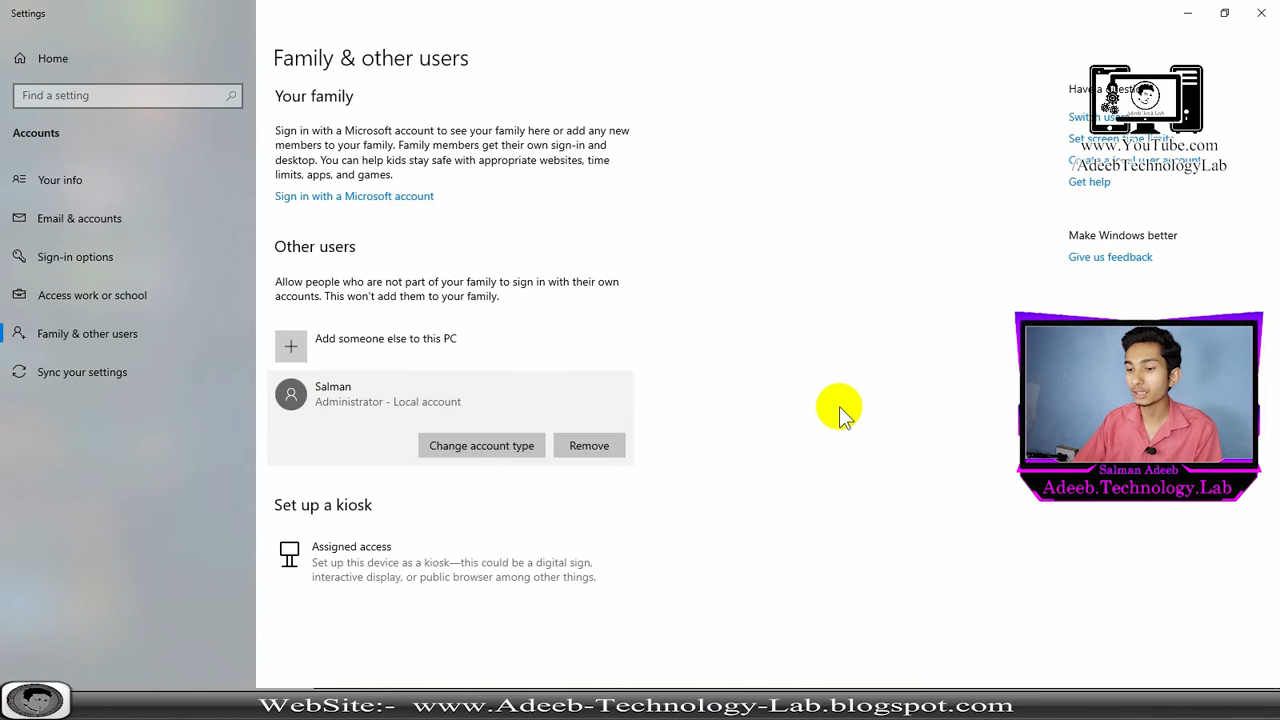 Settings
Home
Find a setting
Accounts
Your info
Email & accounts
Sign-in options
Access work or school
Family & other users
Sync your settings
Family & other users
Your family
Sign in with a Microsoft account to see your family here or add any new
members to your family. Family members get their own sign-in and
desktop. You can help kids stay safe with appropriate websites, time
limits, apps, and games.
Sign in with a Microsoft account
Other users
Allow people who are not part of your family to sign in with their own
accounts. This won't add them to your family.
Add someone else to this PC
Salman
Administrator - Local account
Change account type
Remove
Set up a kiosk
Assigned access
Set up this device as a kiosk—this could be a digital sign,
interactive display, or public browser among other things.
Have a question
Switch users
Set screen time limits
Create a local user account
Get help
Make Windows better
Give us feedback
www.YouTube.com
/AdeebTechnologyLab
Salman Adeeb
Adeeb.Technology.Lab
WebSite:- www.Adeeb-Technology-Lab.blogspot.com